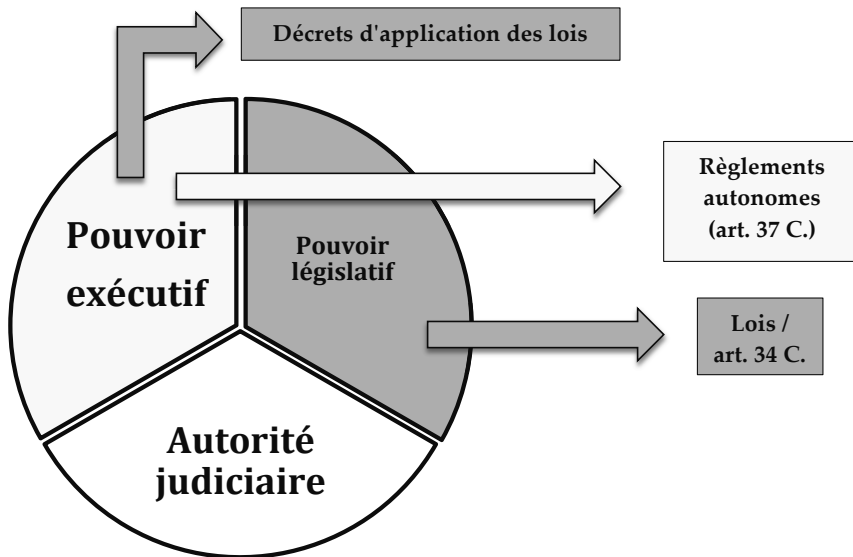 Décrets d'application des lois
Règlements
autonomes
(art. 37 C.)
Pouvoir
exécutif
Pouvoir
législatif
Lois /
art. 34 C.
Autorité
judiciaire